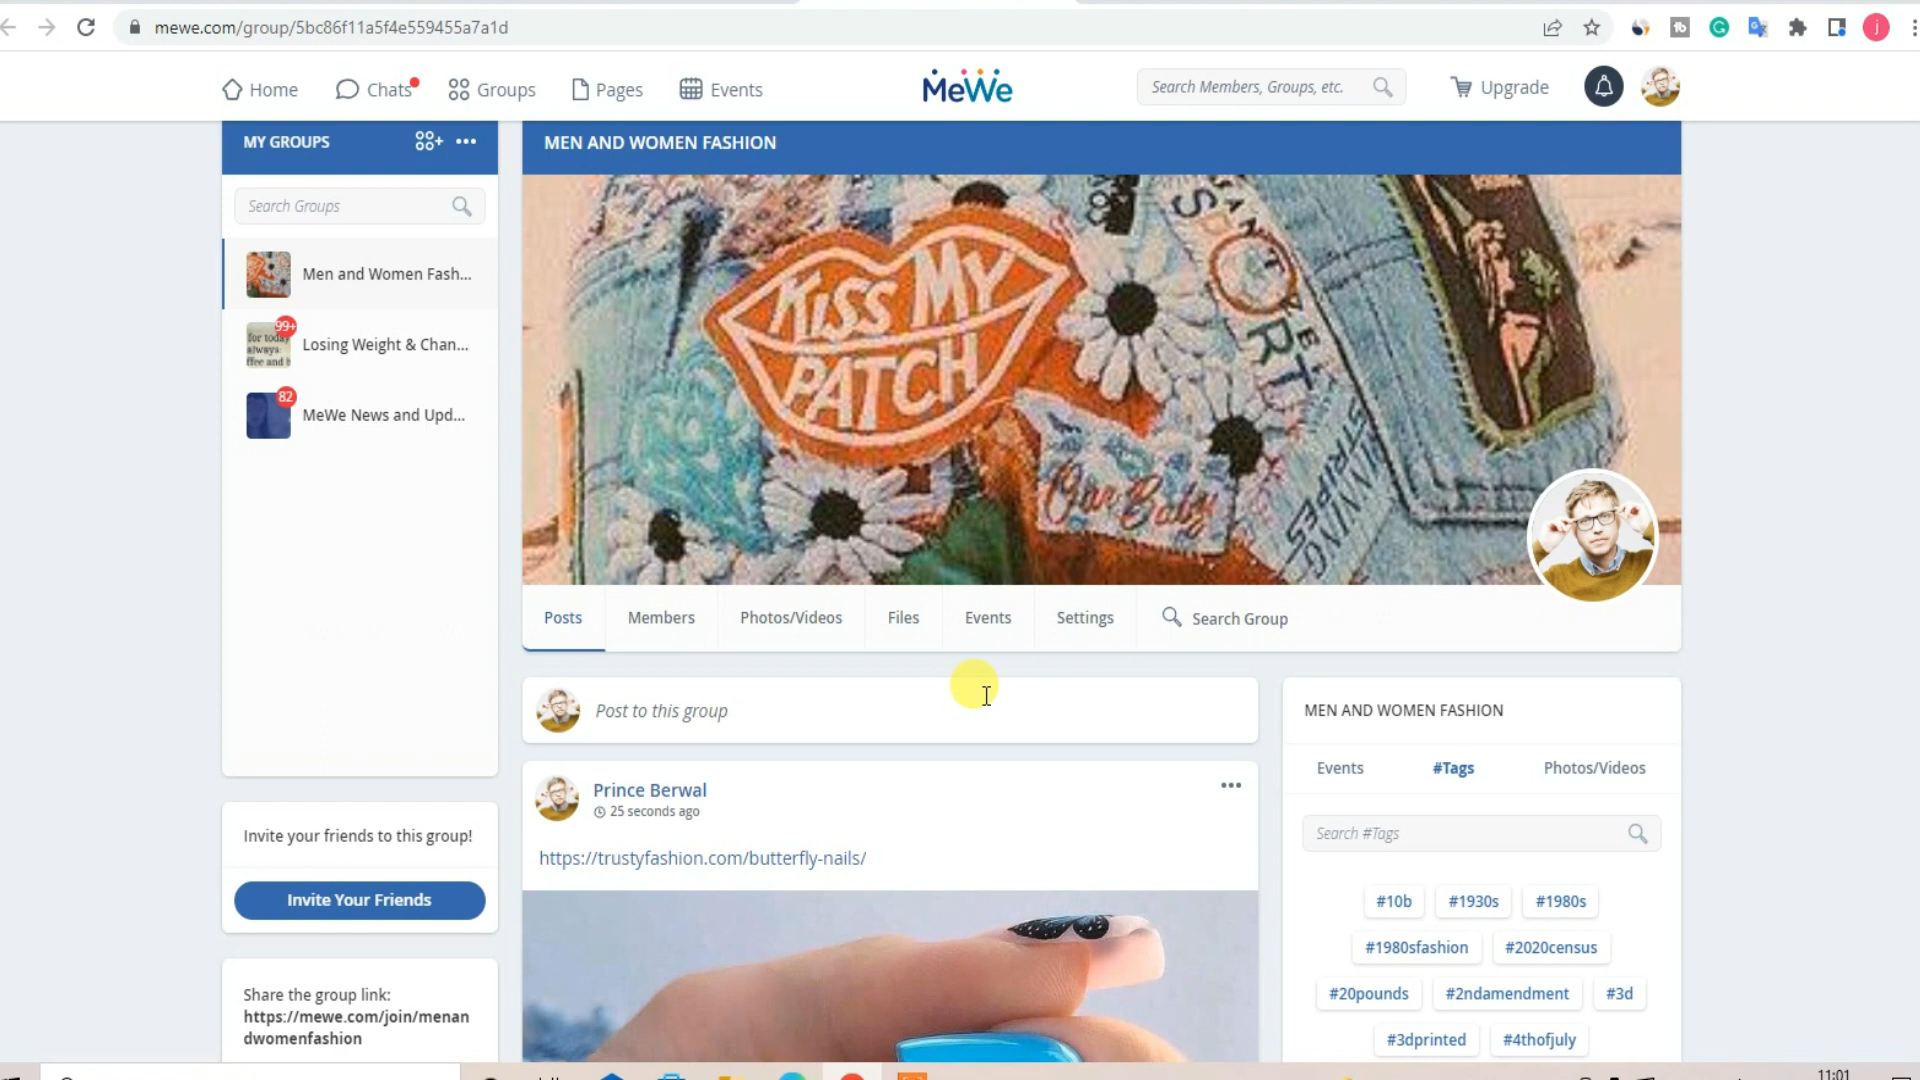 mewe.com/group/5bc86f11a5f4e559455a7a1d
Home
Chats
Groups
Pages
Events
MeWe
Search Members, Groups, etc.
Upgrade
MY GROUPS
Search Groups
Men and Women Fash...
99+
Losing Weight & Chan...
82
MeWe News and Upd...
Invite your friends to this group!
Invite Your Friends
Share the group link:
https://mewe.com/join/menan
dwomenfashion
MEN AND WOMEN FASHION
KISS MY
PATCH
Posts
Members
Photos/Videos
Files
Events
Settings
Search Group
Post to this group
Prince Berwal
25 seconds ago
https://trustyfashion.com/butterfly-nails/
MEN AND WOMEN FASHION
Events
#Tags
Photos/Videos
Search #Tags
#10b
#1930s
#1980s
#1980sfashion
#2020census
#20pounds
#2ndamendment
#3d
#3dprinted
#4thofjuly
11:01